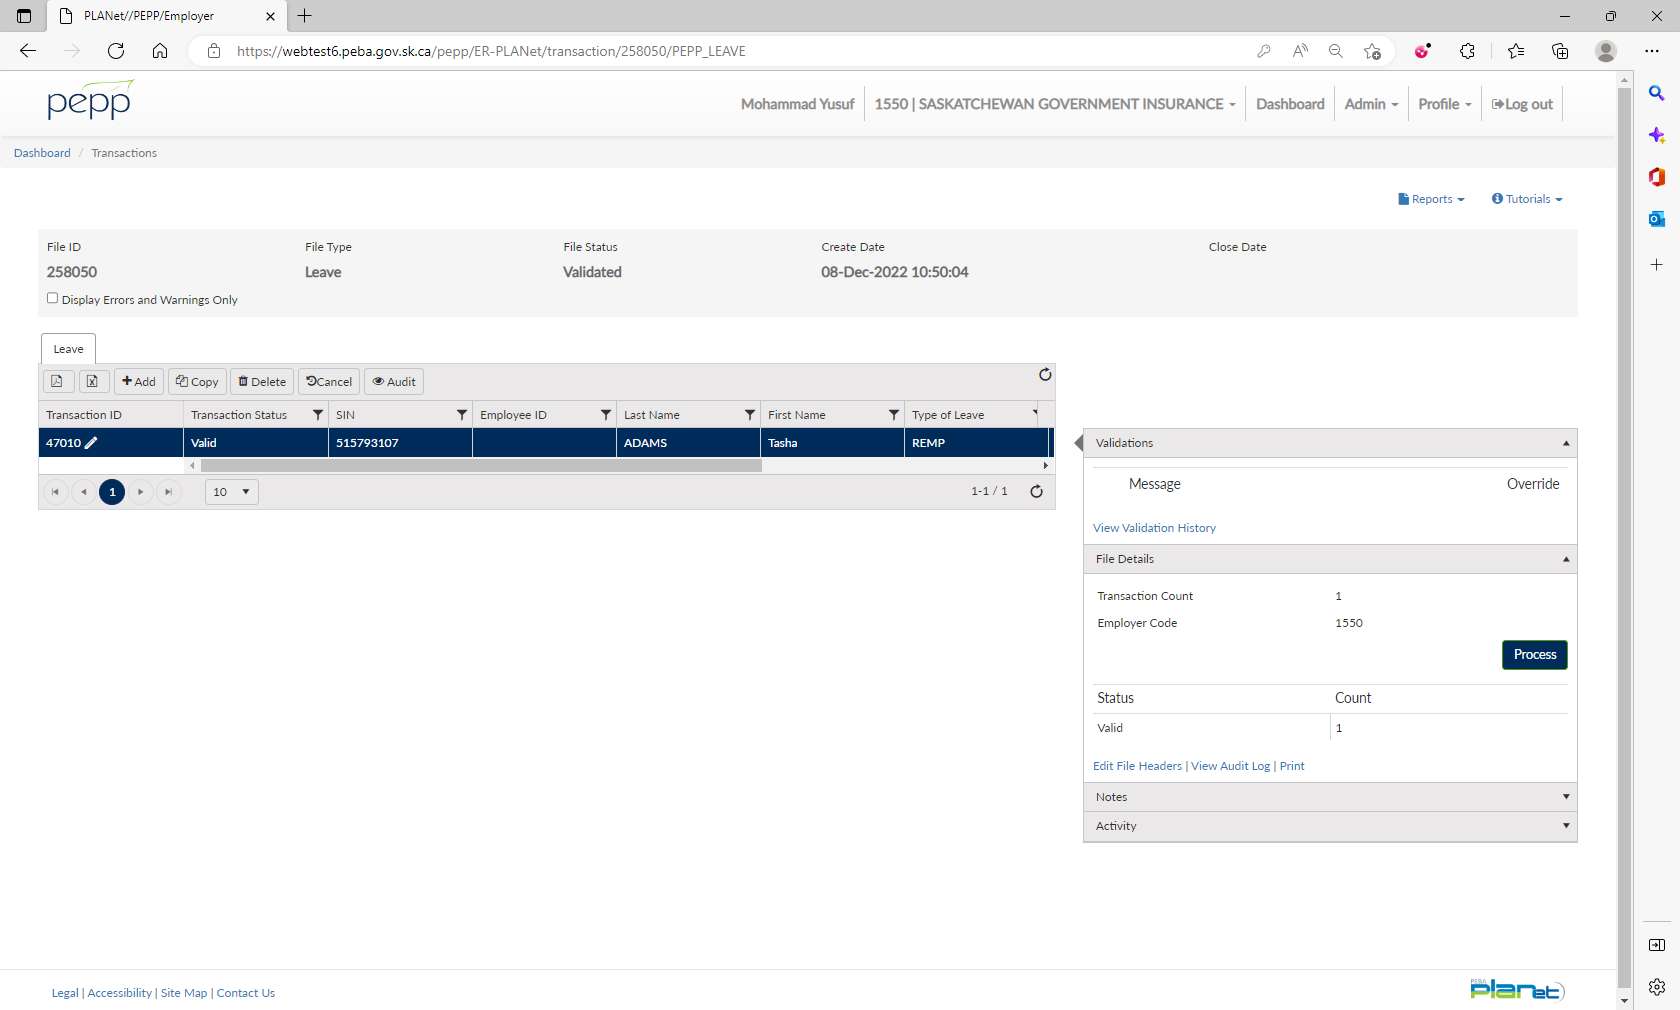 PLANet//PEPP/Employer
https://webtest6.peba.gov.sk.ca/pepp/ER-PLANet/transaction/258050/PEPP_LEAVE
pepp
Mohammad Yusuf
1550 | SASKATCHEWAN GOVERNMENT INSURANCE
Dashboard
Admin
Profile
Log out
Dashboard / Transactions
Reports
Tutorials
File ID
File Type
File Status
Create Date
Close Date
258050
Leave
Validated
08-Dec-2022 10:50:04
Display Errors and Warnings Only
Leave
Add
Copy
Delete
Cancel
Audit
Transaction ID
Transaction Status
SIN
Employee ID
Last Name
First Name
Type of Leave
47010
Valid
515793107
ADAMS
Tasha
REMP
1
10
1-1 / 1
Validations
Message
Override
View Validation History
File Details
Transaction Count
1
Employer Code
1550
Process
Status
Count
Valid
1
Edit File Headers | View Audit Log | Print
Notes
Activity
Legal | Accessibility | Site Map | Contact Us
PEBA
planet